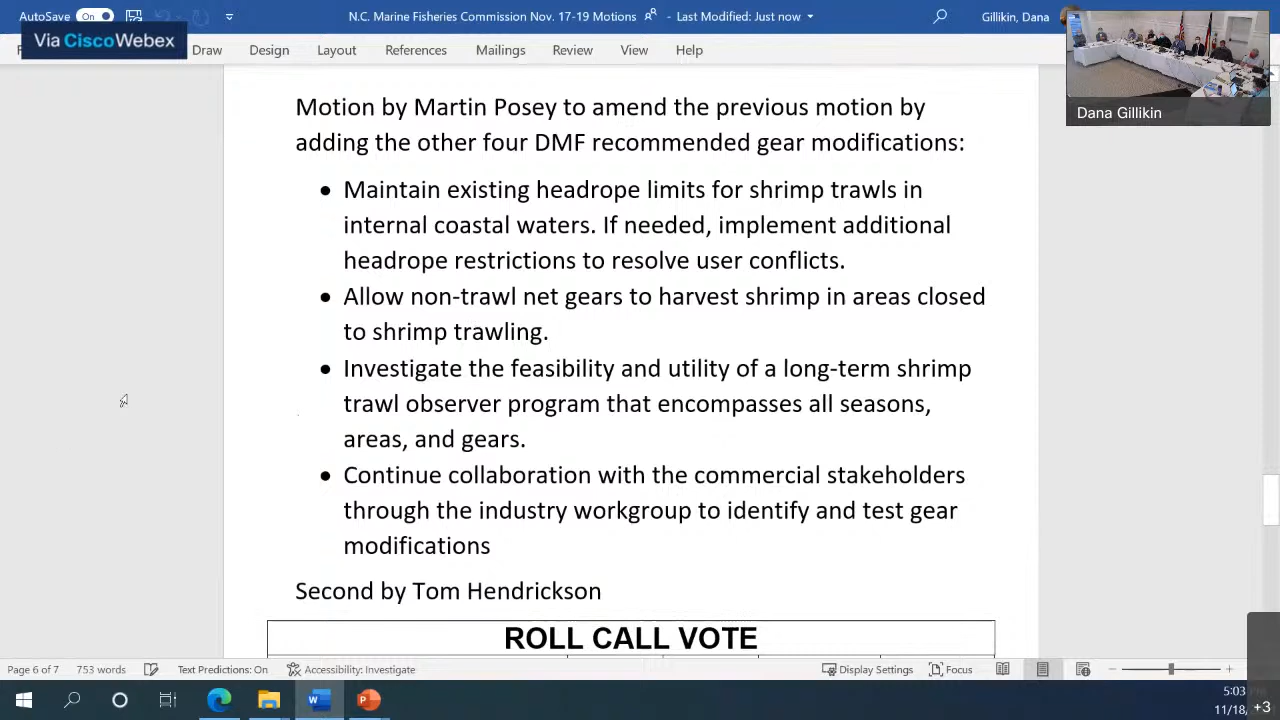 AutoSave On N.C. Marine Fisheries Commission Nov. 17-19 Motions - Last Modified: Just now Gillikin, Dana
Via CiscoWebex
Draw Design Layout References Mailings Review View Help
Dana Gillikin
Motion by Martin Posey to amend the previous motion by
adding the other four DMF recommended gear modifications:
• Maintain existing headrope limits for shrimp trawls in
internal coastal waters. If needed, implement additional
headrope restrictions to resolve user conflicts.
• Allow non-trawl net gears to harvest shrimp in areas closed
to shrimp trawling.
• Investigate the feasibility and utility of a long-term shrimp
trawl observer program that encompasses all seasons,
areas, and gears.
• Continue collaboration with the commercial stakeholders
through the industry workgroup to identify and test gear
modifications
Second by Tom Hendrickson
ROLL CALL VOTE
Page 6 of 7 753 words Text Predictions: On Accessibility: Investigate Display Settings Focus
5:03
11/18/
+3